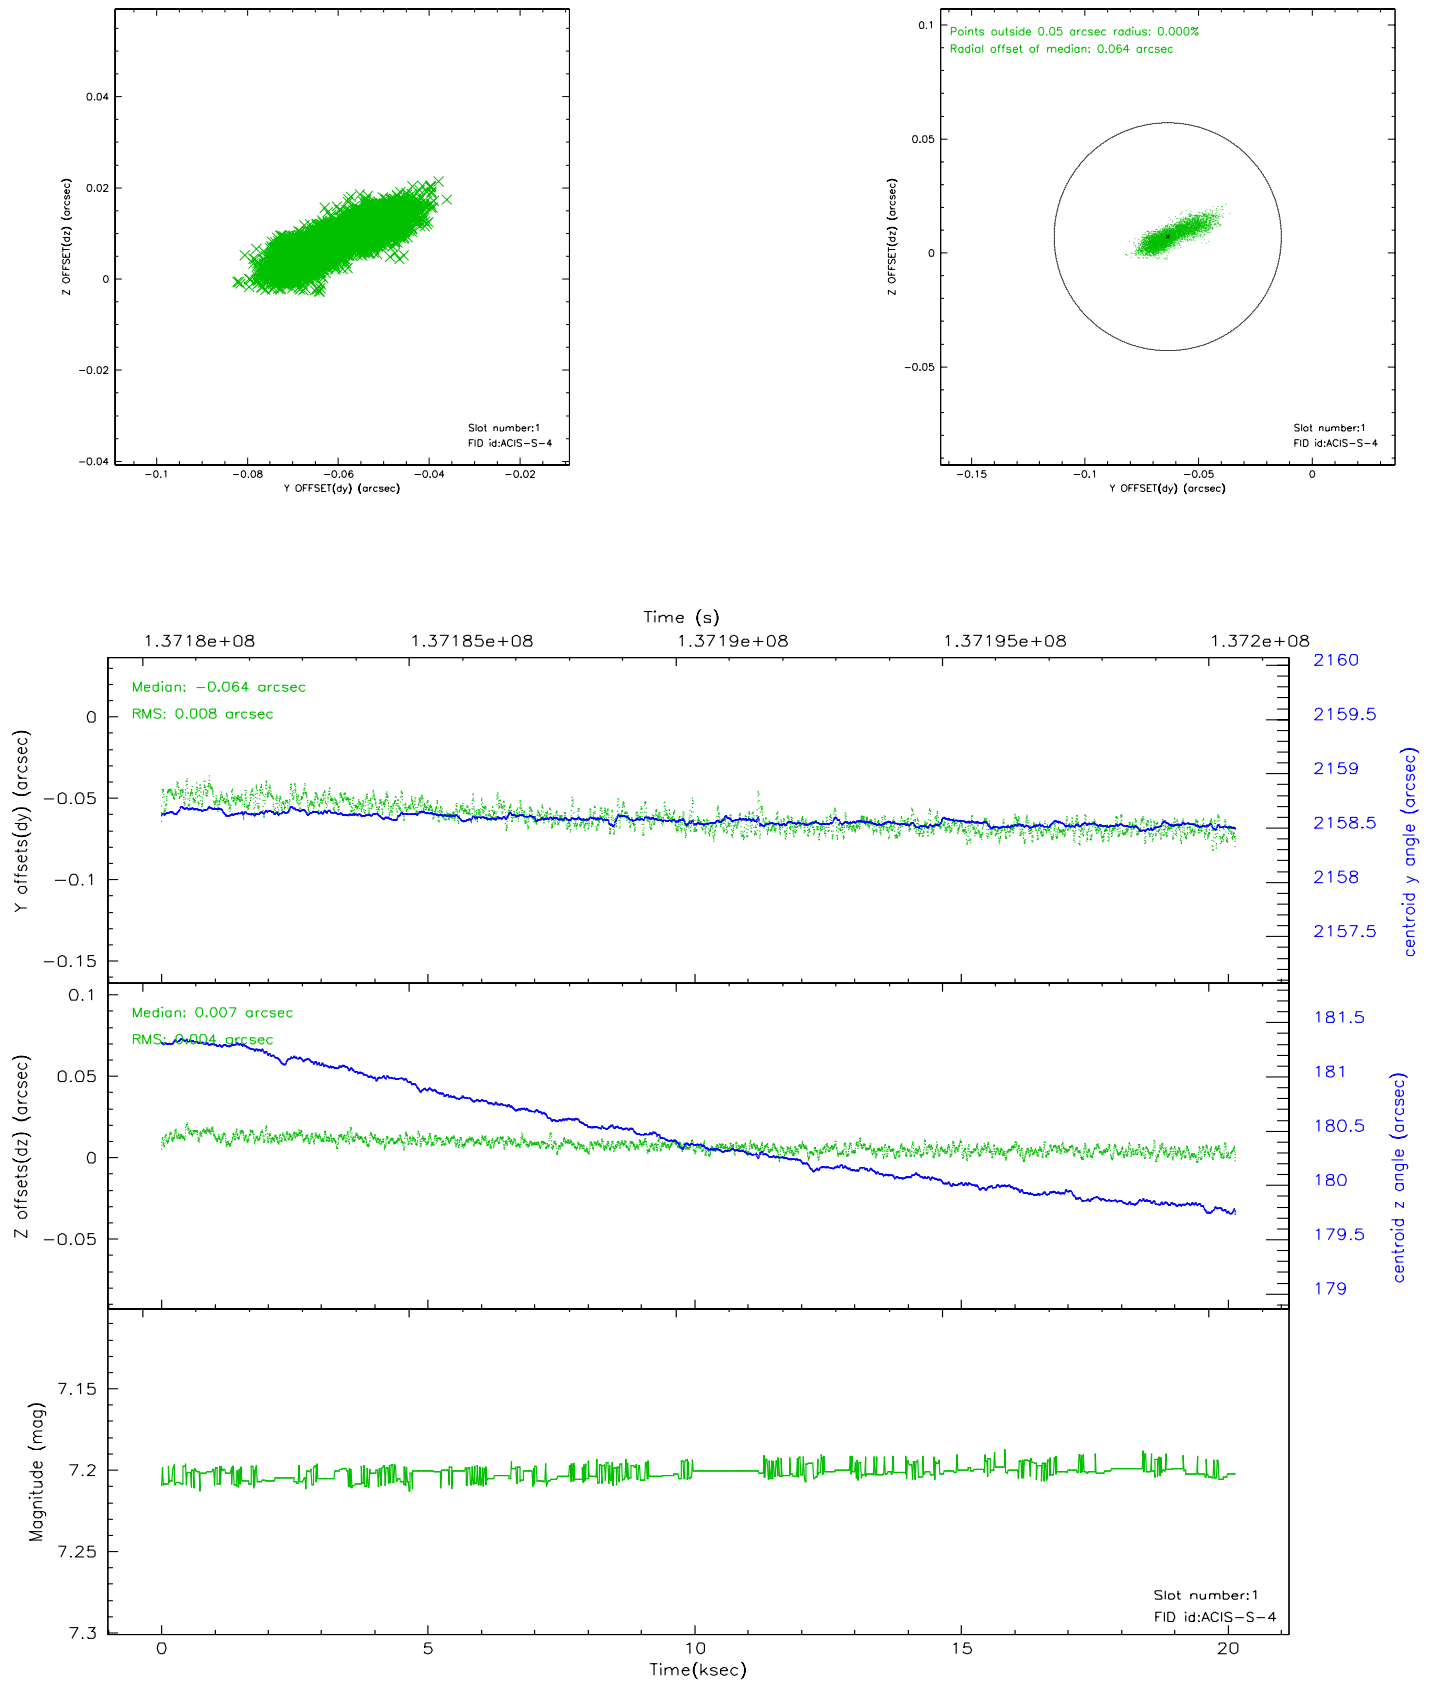 0.04
0.02
0
−0.02
−0.04
Z OFFSET(dz) (arcsec)
Slot number:1
FID id:ACIS−S−4
−0.1
−0.08
−0.06
−0.04
−0.02
Y OFFSET(dy) (arcsec)
0.1
0.05
0
−0.05
Z OFFSET(dz) (arcsec)
Points outside 0.05 arcsec radius: 0.000%
Radial offset of median: 0.064 arcsec
Slot number:1
FID id:ACIS−S−4
−0.15
−0.1
−0.05
0
Y OFFSET(dy) (arcsec)
Time (s)
1.3718e+08
1.37185e+08
1.3719e+08
1.37195e+08
1.372e+08
Median: −0.064 arcsec
RMS: 0.008 arcsec
0
−0.05
−0.1
−0.15
Y offsets(dy) (arcsec)
2160
2159.5
2159
2158.5
2158
2157.5
centroid y angle (arcsec)
Median: 0.007 arcsec
RMS: 0.004 arcsec
0.1
0.05
0
−0.05
Z offsets(dz) (arcsec)
181.5
181
180.5
180
179.5
179
centroid z angle (arcsec)
7.15
7.2
7.25
7.3
Magnitude (mag)
Slot number:1
FID id:ACIS−S−4
0
5
10
15
20
Time(ksec)